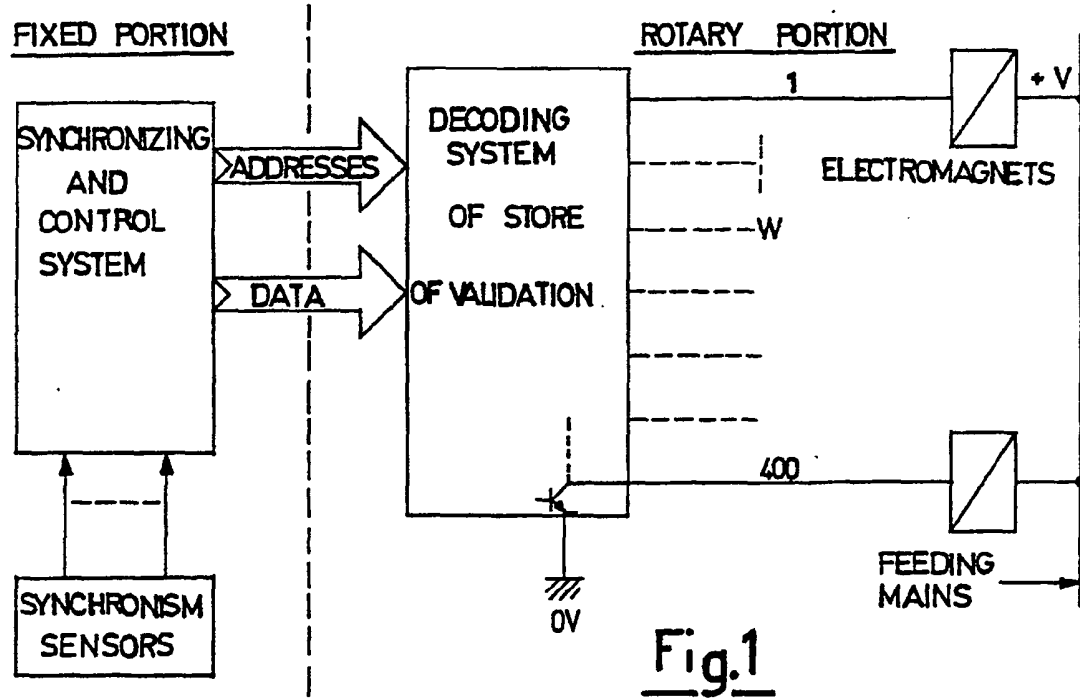 FIXED PORTION
ROTARY PORTION
SYNCHRONIZING
AND
CONTROL
SYSTEM
ADDRESSES
DATA
DECODING
SYSTEM
OF STORE
OF VALIDATION
1
+ V
ELECTROMAGNETS
W
400
FEEDING
MAINS
SYNCHRONISM
SENSORS
0V
Fig.1